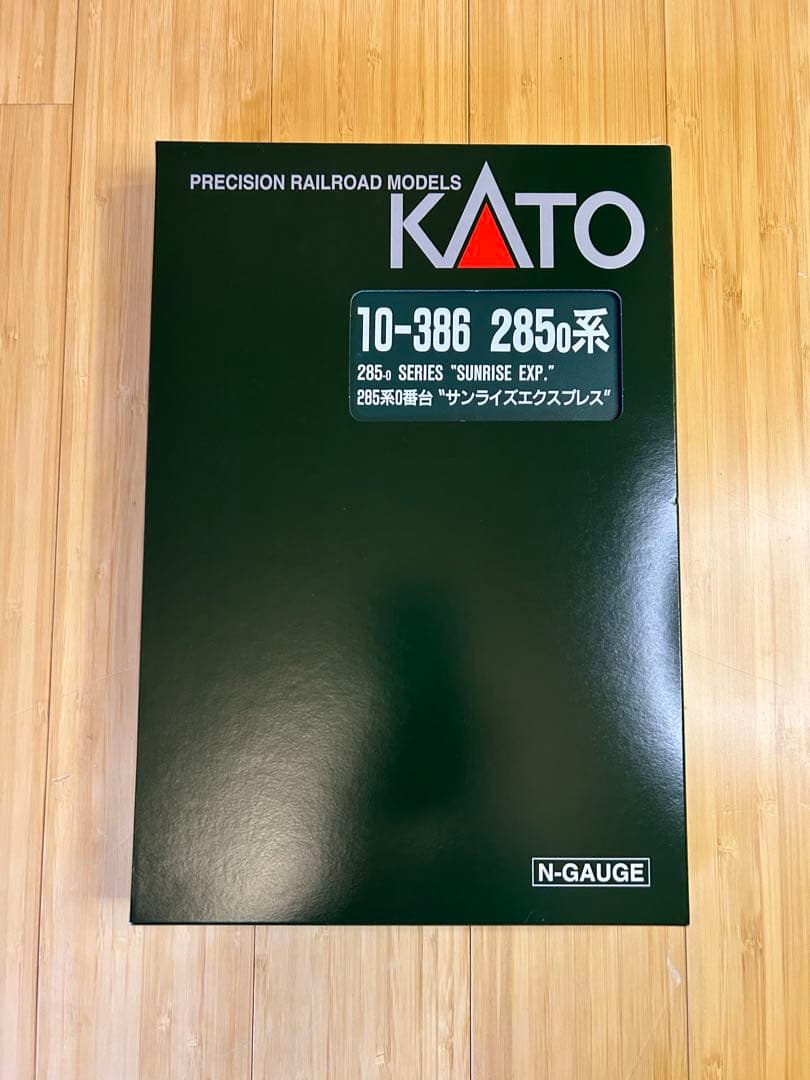 PRECISION RAILROAD MODELS
KATO
10-386 285₀系
285-0 SERIES "SUNRISE EXP."
285系0番台 "サンライズエクスプレス"
N-GAUGE